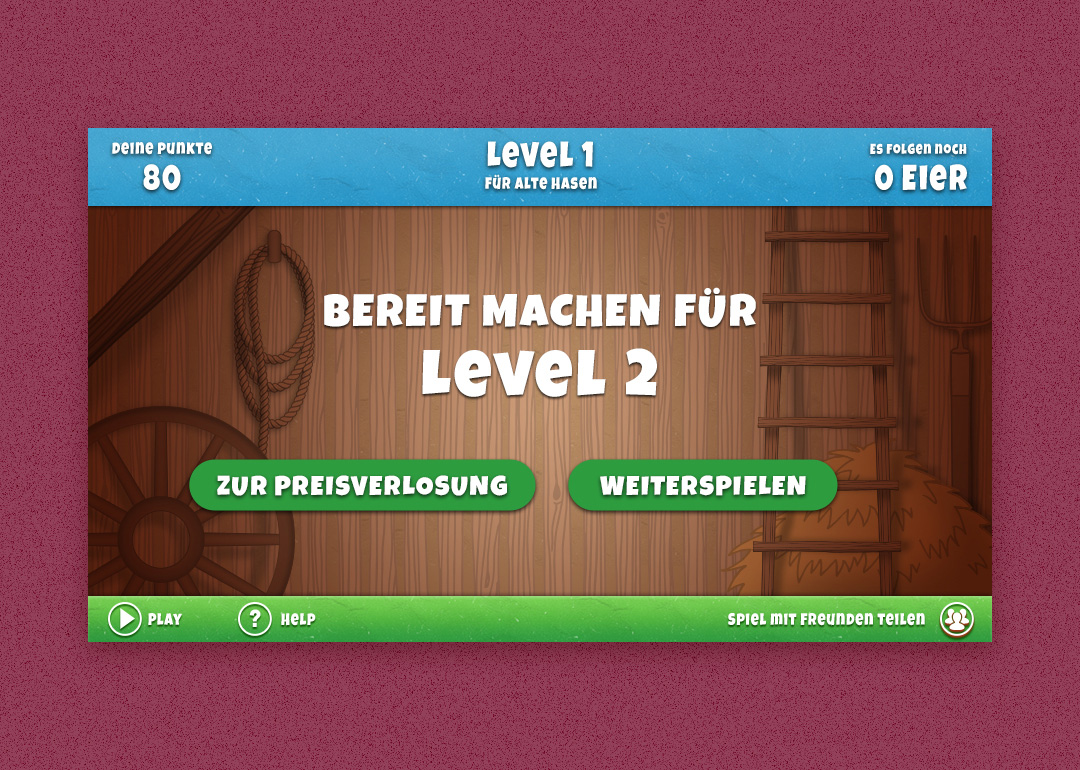 Deine Punkte
80
Level 1
für alte Hasen
Es folgen noch
0 Eier
BEREIT MACHEN FÜR
Level 2
ZUR PREISVERLOSUNG
WEITERSPIELEN
Play
?
Help
Spiel mit Freunden teilen